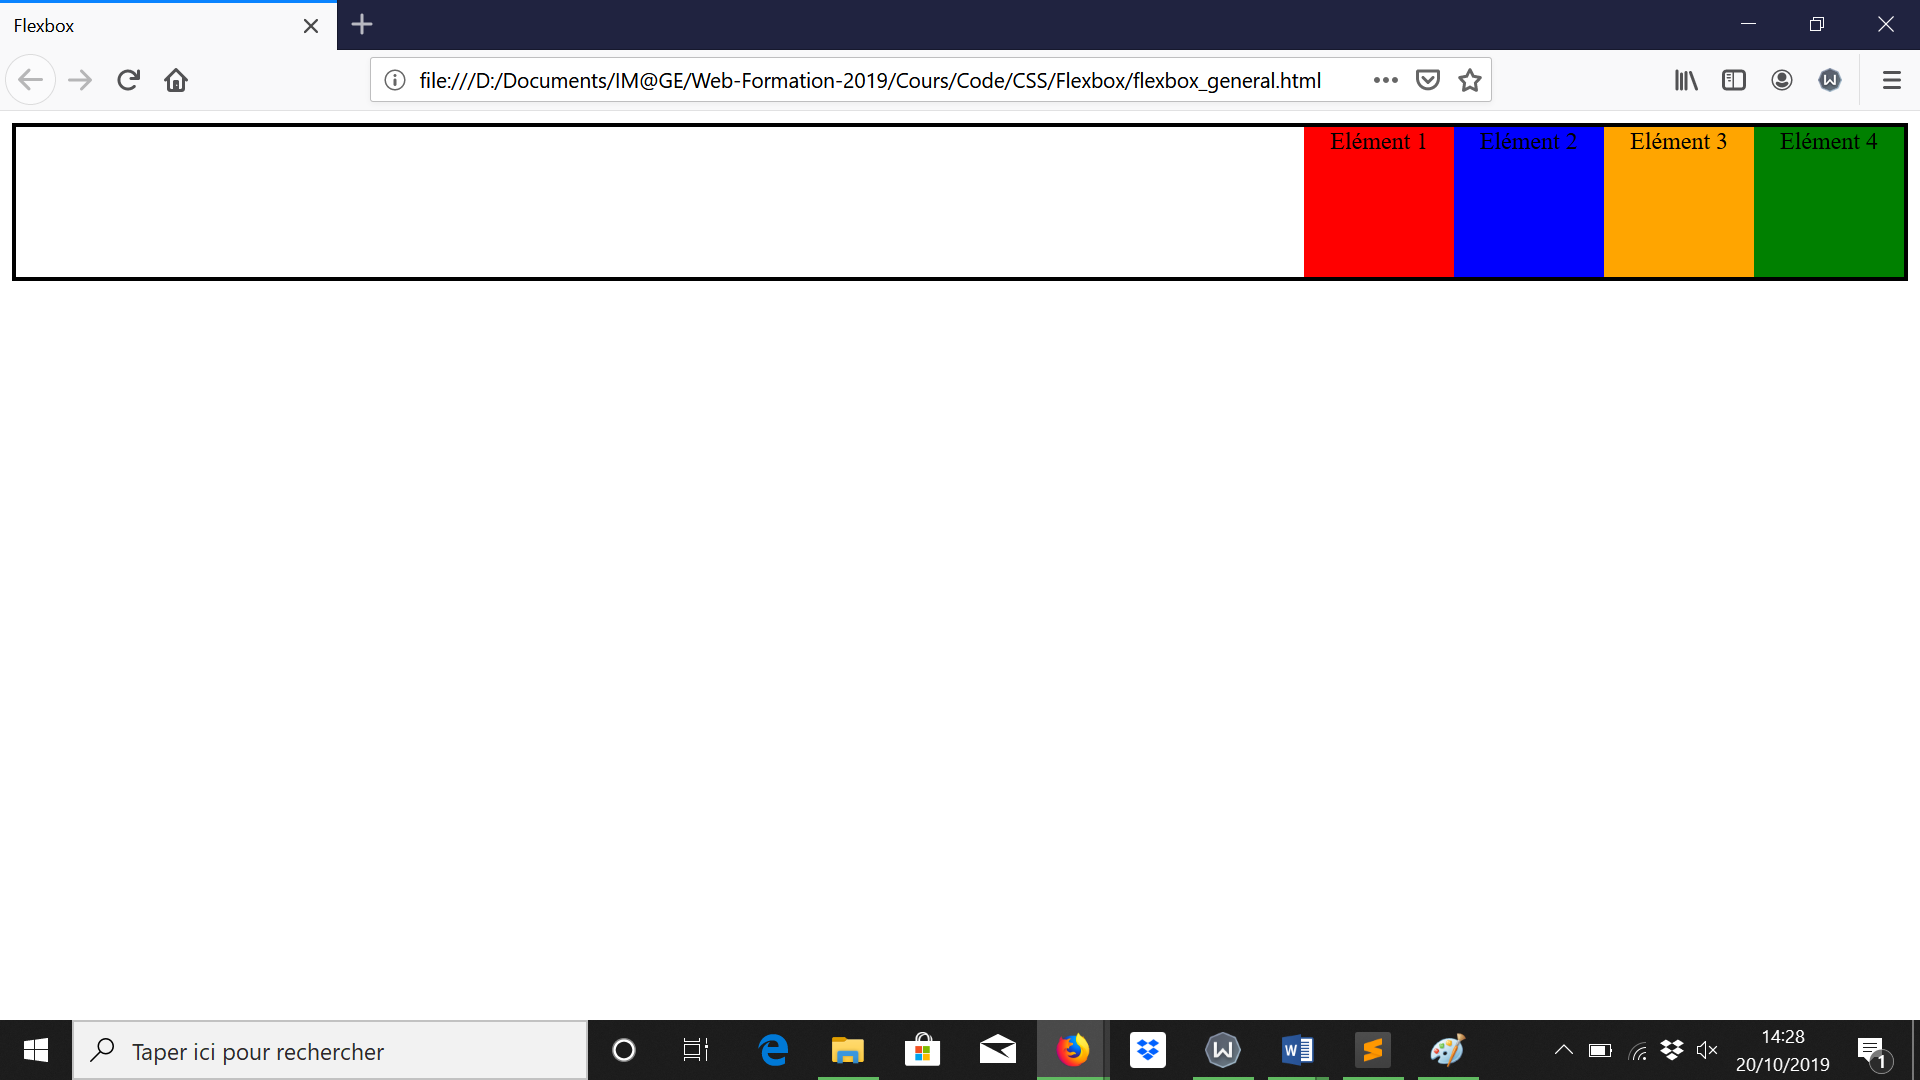 Flexbox
file:///D:/Documents/IM@GE/Web-Formation-2019/Cours/Code/CSS/Flexbox/flexbox_general.html
Elément 1 Elément 2 Elément 3 Elément 4
Taper ici pour rechercher
14:28
20/10/2019
1